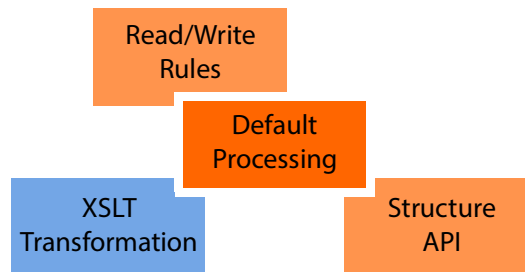 Read/Write
Rules
Default
Processing
XSLT
Transformation
Structure
API